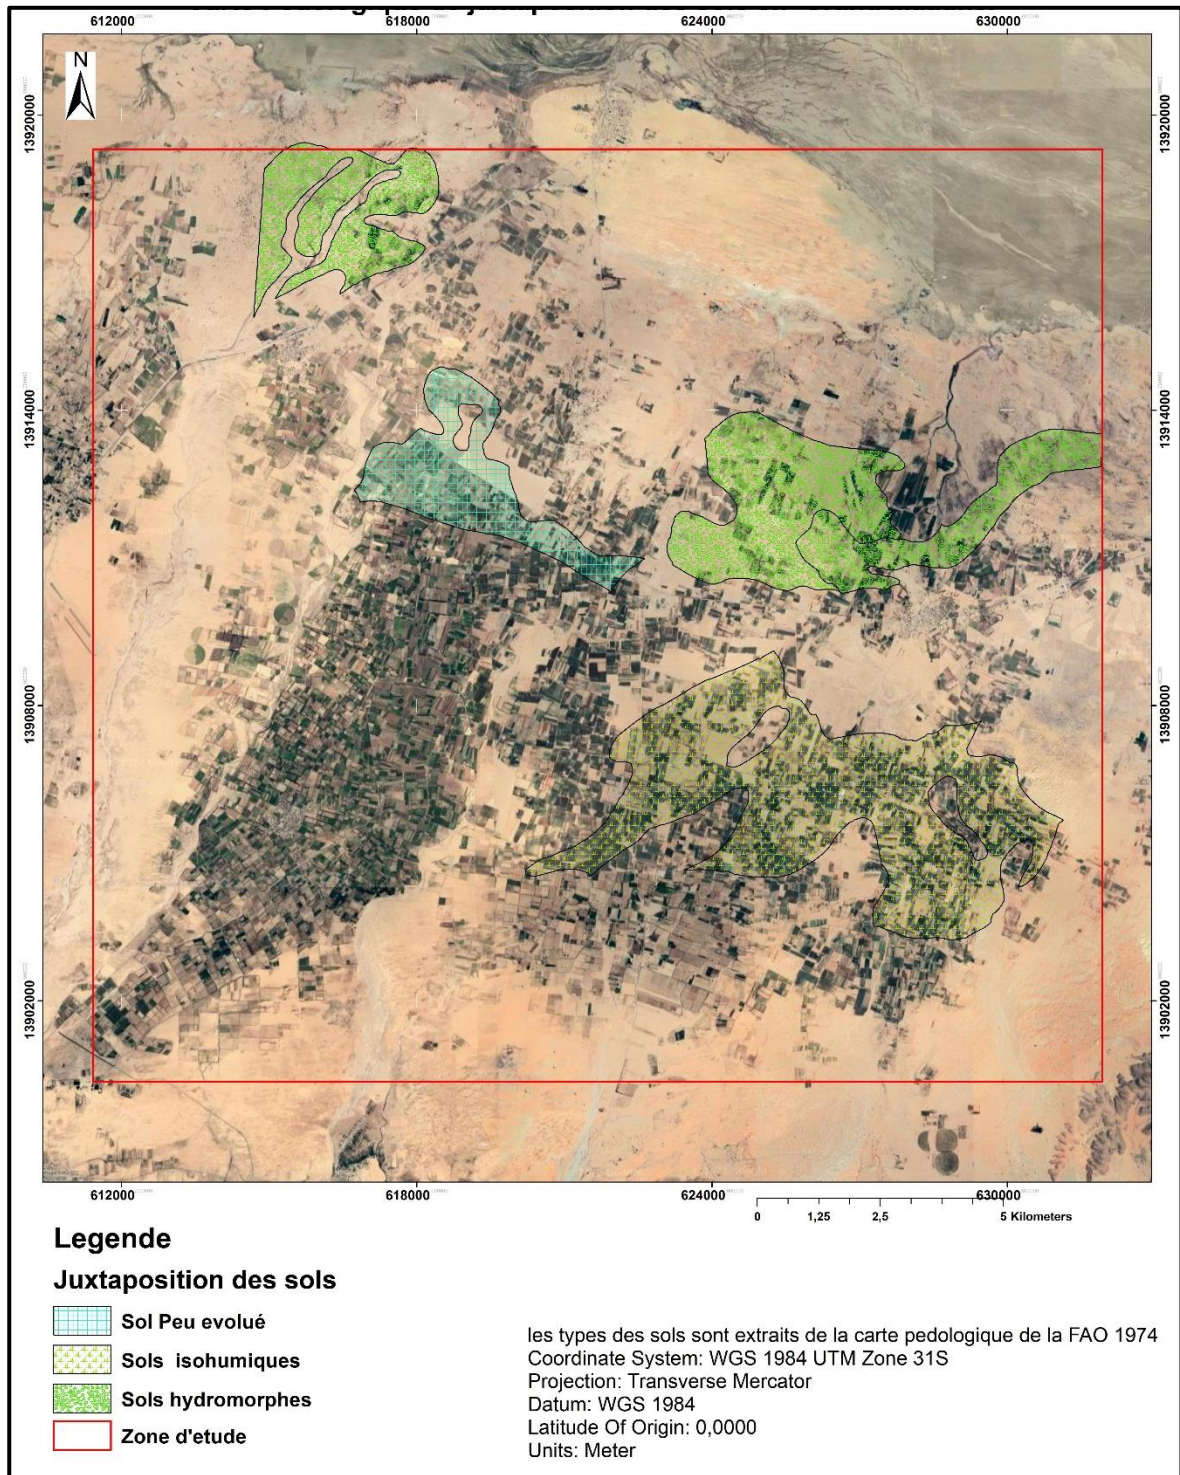 612000 618000 624000 630000
N
13920000 13920000
13914000 13914000
13908000 13908000
13902000 13902000
612000 618000 624000 630000
0 1,25 2,5 5 Kilometers
Legende
Juxtaposition des sols
Sol Peu evolué
Sols isohumiques
Sols hydromorphes
Zone d'etude
les types des sols sont extraits de la carte pedologique de la FAO 1974
Coordinate System: WGS 1984 UTM Zone 31S
Projection: Transverse Mercator
Datum: WGS 1984
Latitude Of Origin: 0,0000
Units: Meter